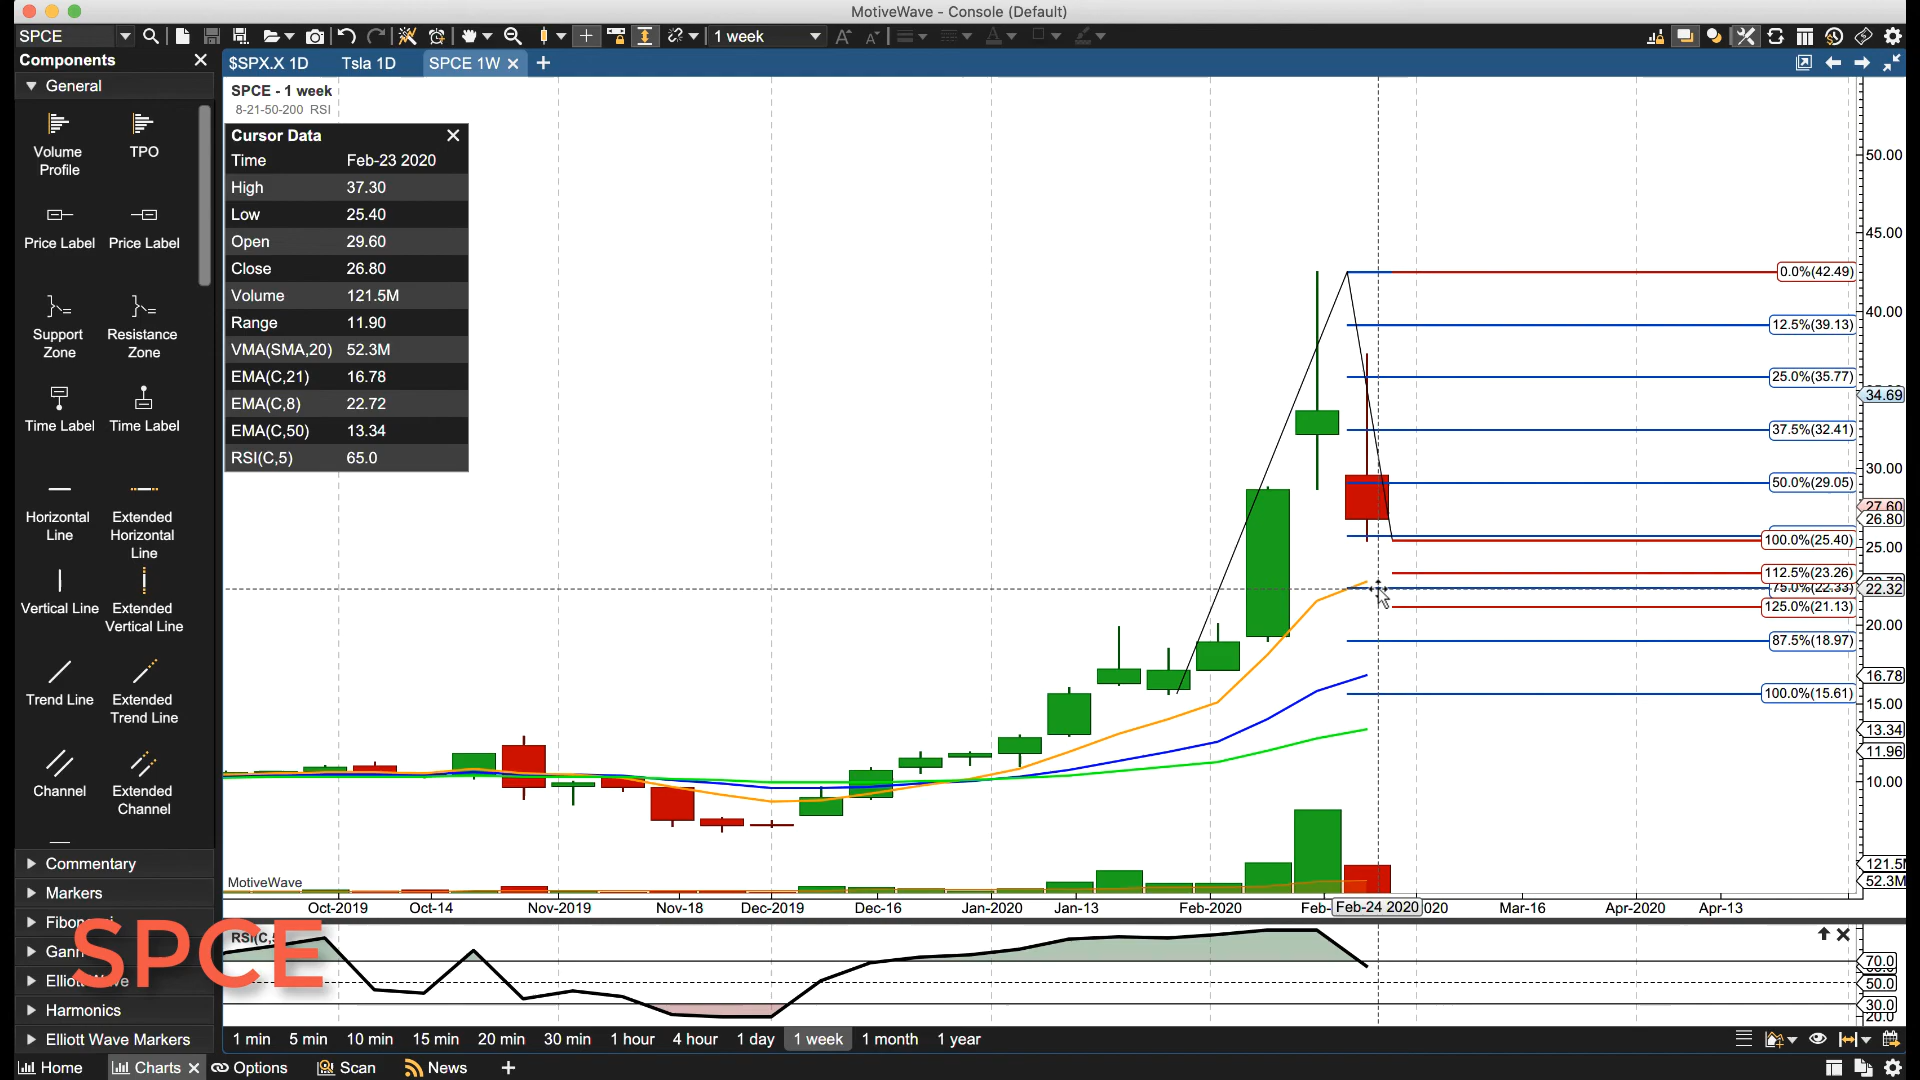 MotiveWave - Console (Default)
SPCE
1 week
Components
$SPX.X 1D
Tsla 1D
SPCE 1W
General
Volume Profile
TPO
Price Label
Price Label
Support Zone
Resistance Zone
Time Label
Time Label
Horizontal Line
Extended Horizontal Line
Vertical Line
Extended Vertical Line
Trend Line
Extended Trend Line
Channel
Extended Channel
Commentary
Markers
Harmonics
Elliott Wave Markers
SPCE
SPCE - 1 week
8-21-50-200 RSI
Cursor Data
Time Feb-23 2020
High 37.30
Low 25.40
Open 29.60
Close 26.80
Volume 121.5M
Range 11.90
VMA(SMA,20) 52.3M
EMA(C,21) 16.78
EMA(C,8) 22.72
EMA(C,50) 13.34
RSI(C,5) 65.0
0.0%(42.49)
12.5%(39.13)
25.0%(35.77)
37.5%(32.41)
50.0%(29.05)
100.0%(25.40)
112.5%(23.26)
75.0%(22.33)
125.0%(21.13)
87.5%(18.97)
100.0%(15.61)
50.00
45.00
40.00
34.69
30.00
27.60
26.80
25.00
22.32
20.00
16.78
15.00
13.34
11.96
10.00
121.5M
52.3M
MotiveWave
Oct-2019
Oct-14
Nov-2019
Nov-18
Dec-2019
Dec-16
Jan-2020
Jan-13
Feb-2020
Feb-24 2020
Mar-16
Apr-2020
Apr-13
70.0
50.0
30.0
20.0
1 min
5 min
10 min
15 min
20 min
30 min
1 hour
4 hour
1 day
1 week
1 month
1 year
Home
Charts
Options
Scan
News